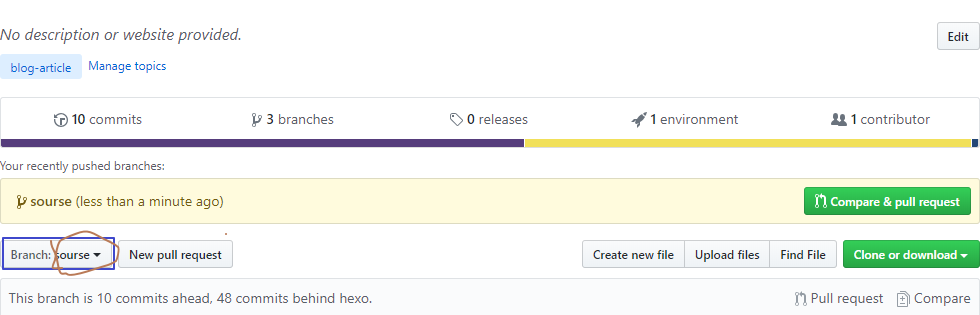 No description or website provided.
Edit
blog-article Manage topics
10 commits 3 branches 0 releases 1 environment 1 contributor
Your recently pushed branches:
sourse (less than a minute ago) Compare & pull request
Branch: sourse New pull request Create new file Upload files Find File Clone or download
This branch is 10 commits ahead, 48 commits behind hexo. Pull request Compare